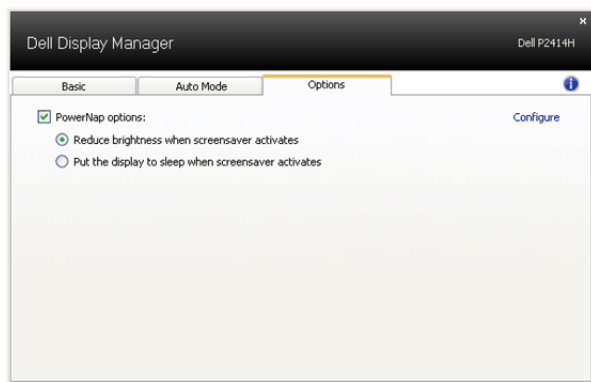 Dell Display Manager
Dell P2414H
Basic
Auto Mode
Options
PowerNap options:
Configure
Reduce brightness when screensaver activates
Put the display to sleep when screensaver activates